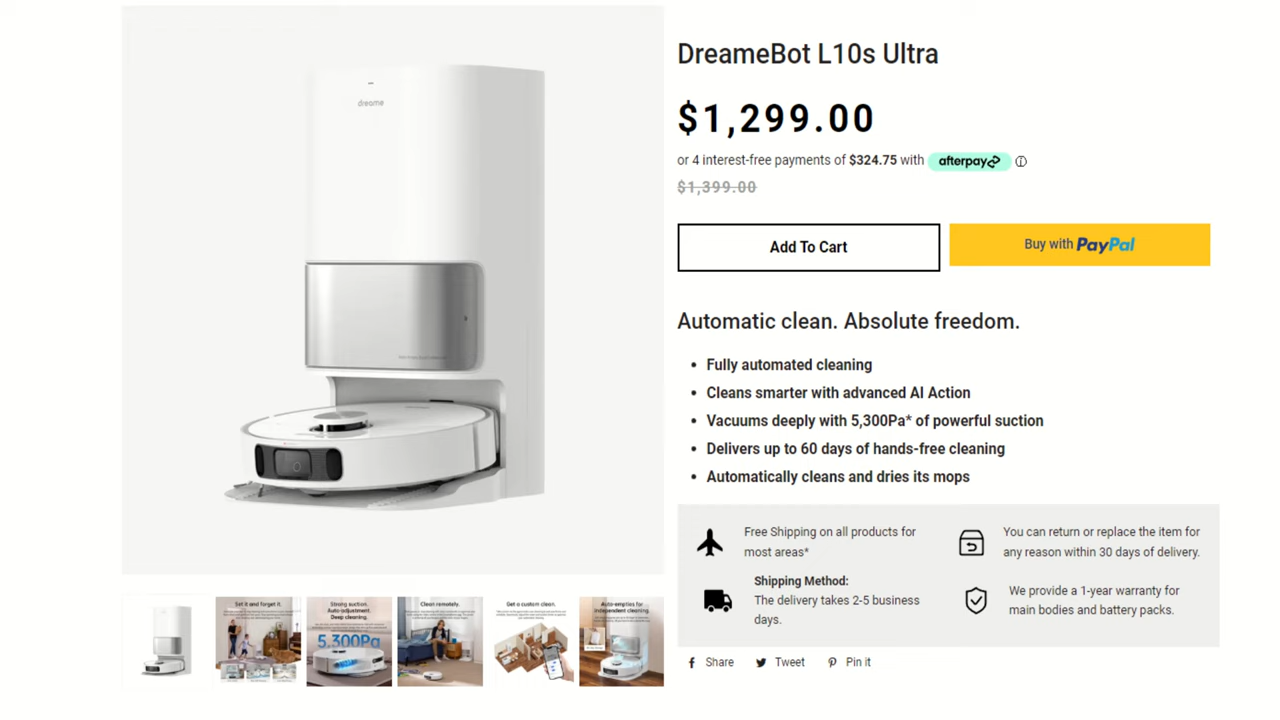 dreame
DreameBot L10s Ultra
$1,299.00
or 4 interest-free payments of $324.75 with afterpay
$1,399.00
Add To Cart
Buy with PayPal
Automatic clean. Absolute freedom.
Fully automated cleaning
Cleans smarter with advanced AI Action
Vacuums deeply with 5,300Pa* of powerful suction
Delivers up to 60 days of hands-free cleaning
Automatically cleans and dries its mops
Free Shipping on all products for
most areas*
You can return or replace the item for
any reason within 30 days of delivery.
Shipping Method:
The delivery takes 2-5 business
days.
We provide a 1-year warranty for
main bodies and battery packs.
Set it and forget it.
Strong suction.
Auto-adjustment.
Deep cleaning.
5,300Pa
Clean remotely.
Get a custom clean.
Auto-empties for
independent cleaning.
Share
Tweet
Pin it